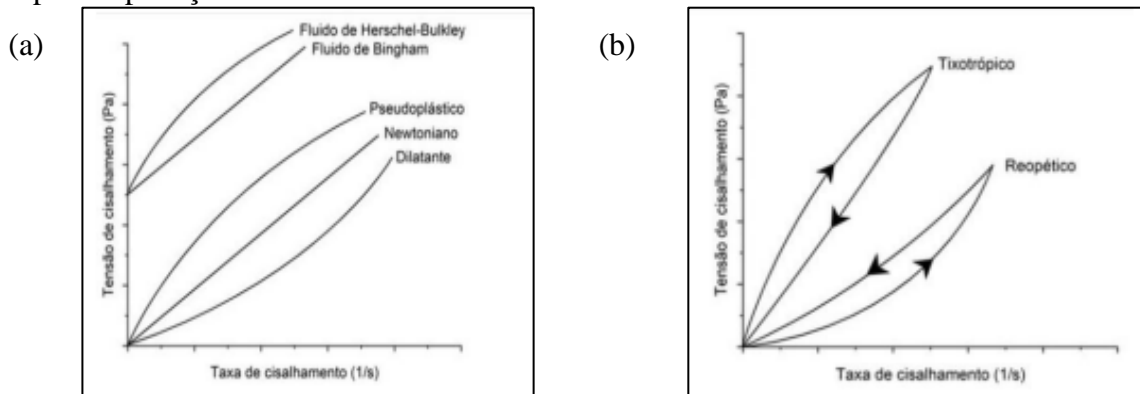 (a)
Fluido de Herschel-Bulkley
Fluido de Bingham
Pseudoplástico
Newtoniano
Dilatante
Tensão de cisalhamento (Pa)
Taxa de cisalhamento (1/s)
(b)
Tixotrópico
Reopético
Tensão de cisalhamento (Pa)
Taxa de cisalhamento (1/s)